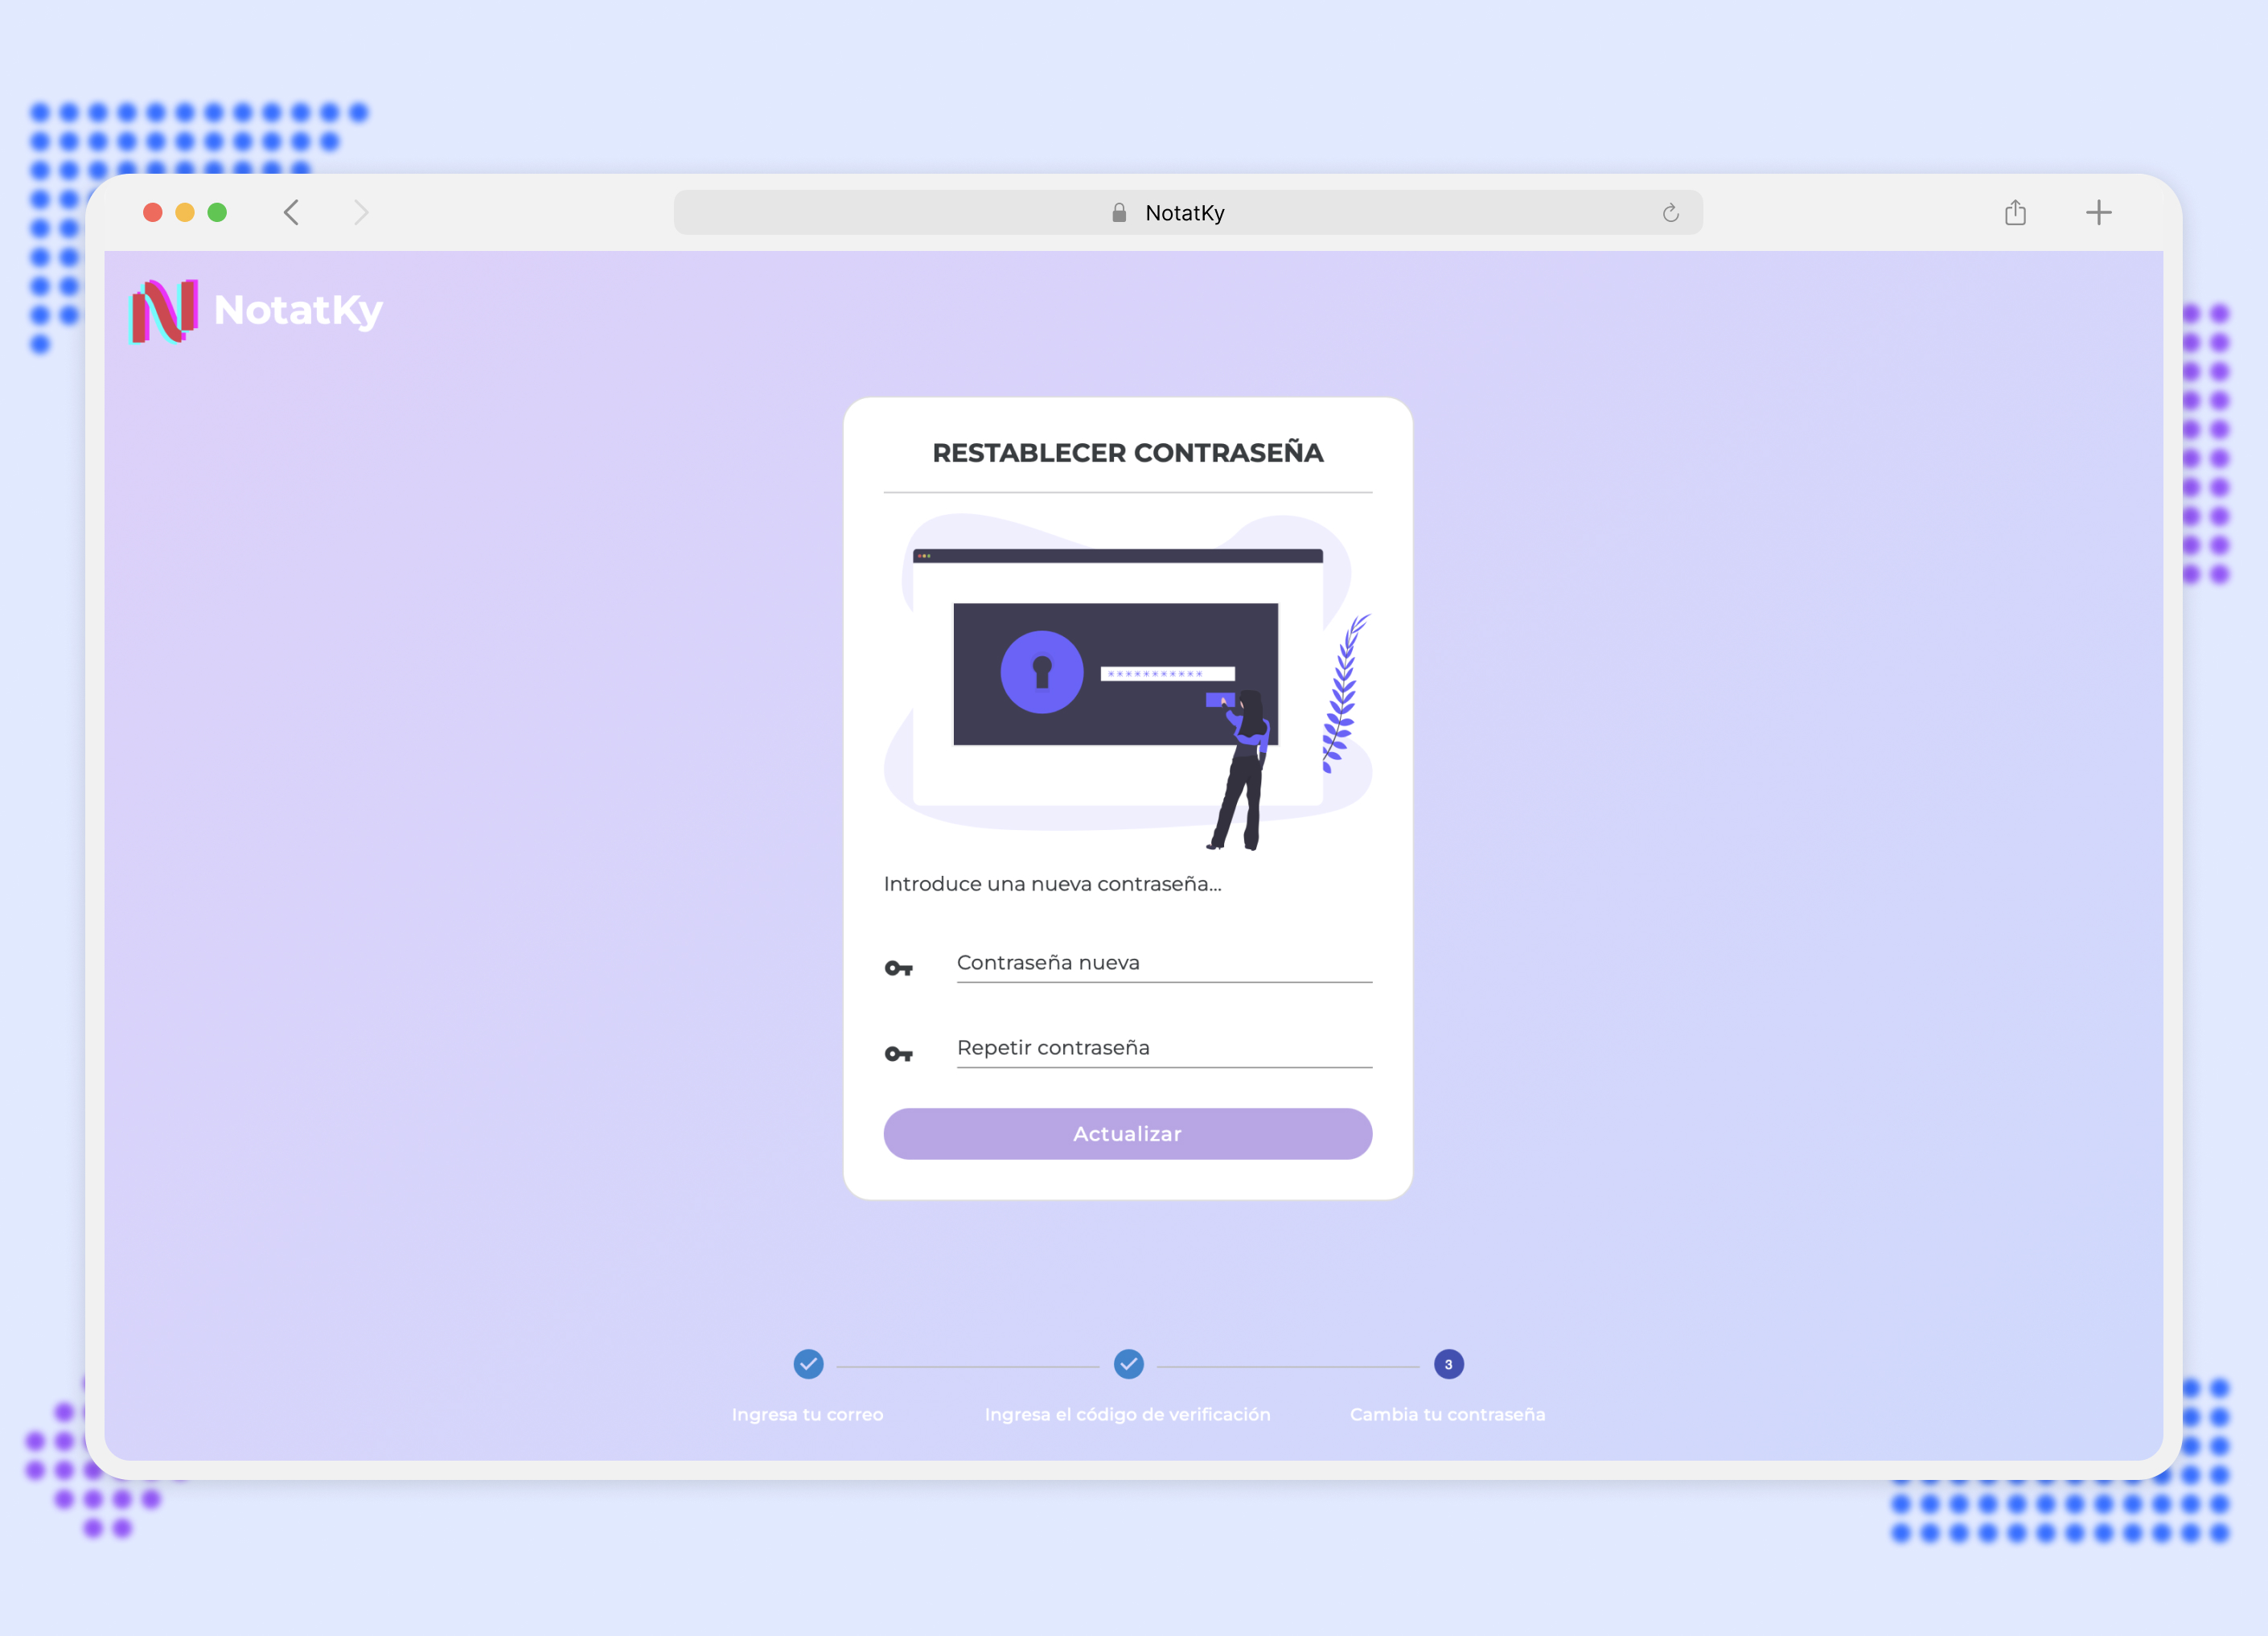 NotatKy
NotatKy
RESTABLECER CONTRASEÑA
***********
Introduce una nueva contraseña...
Contraseña nueva
Repetir contraseña
Actualizar
3
Ingresa tu correo
Ingresa el código de verificación
Cambia tu contraseña